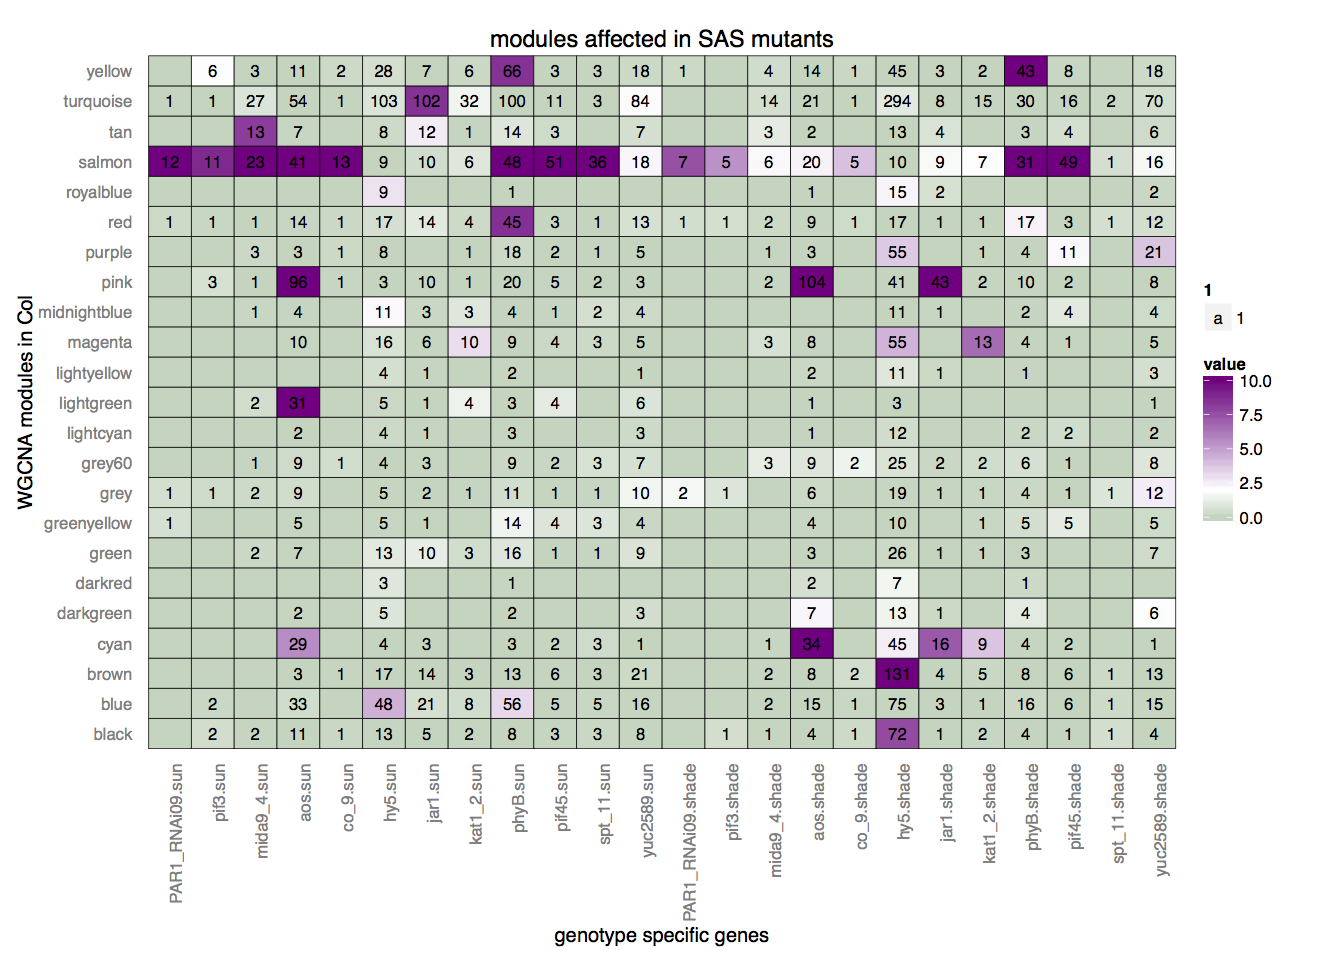 modules affected in SAS mutants
WGCNA modules in Col
yellow 6 3 11 2 28 7 6 66 3 3 18 1 4 14 1 45 3 2 43 8 18
turquoise 1 1 27 54 1 103 102 32 100 11 3 84 14 21 1 294 8 15 30 16 2 70
tan 13 7 8 12 1 14 3 7 3 2 13 4 3 4 6
salmon 12 11 23 41 13 9 10 6 48 51 36 18 7 5 6 20 5 10 9 7 31 49 1 16
royalblue 9 1 1 15 2 2
red 1 1 1 14 1 17 14 4 45 3 1 13 1 1 2 9 1 17 1 1 17 3 1 12
purple 3 3 1 8 1 18 2 1 5 1 3 55 1 4 11 21
pink 3 1 96 1 3 10 1 20 5 2 3 2 104 41 43 2 10 2 8
midnightblue 1 4 11 3 3 4 1 2 4 11 1 2 4 4
magenta 10 16 6 10 9 4 3 5 3 8 55 13 4 1 5
lightyellow 4 1 2 1 2 11 1 1 3
lightgreen 2 31 5 1 4 3 4 6 1 3 1
lightcyan 2 4 1 3 3 1 12 2 2 2
grey60 1 9 1 4 3 9 2 3 7 3 9 2 25 2 2 6 1 8
grey 1 1 2 9 5 2 1 11 1 1 10 2 1 6 19 1 1 4 1 1 12
greenyellow 1 5 5 1 14 4 3 4 4 10 1 5 5 5
green 2 7 13 10 3 16 1 1 9 3 26 1 1 3 7
darkred 3 1 2 7 1
darkgreen 2 5 2 3 7 13 1 4 6
cyan 29 4 3 3 2 3 1 1 34 45 16 9 4 2 1
brown 3 1 17 14 3 13 6 3 21 2 8 2 131 4 5 8 6 1 13
blue 2 33 48 21 8 56 5 5 16 2 15 1 75 3 1 16 6 1 15
black 2 2 11 1 13 5 2 8 3 3 8 1 1 4 1 72 1 2 4 1 1 4
PAR1_RNAi09.sun
pif3.sun
mida9_4.sun
aos.sun
co_9.sun
hy5.sun
jar1.sun
kat1_2.sun
phyB.sun
pif45.sun
spt_11.sun
yuc2589.sun
PAR1_RNAi09.shade
pif3.shade
mida9_4.shade
aos.shade
co_9.shade
hy5.shade
jar1.shade
kat1_2.shade
phyB.shade
pif45.shade
spt_11.shade
yuc2589.shade
genotype specific genes
1
a 1
value
10.0
7.5
5.0
2.5
0.0